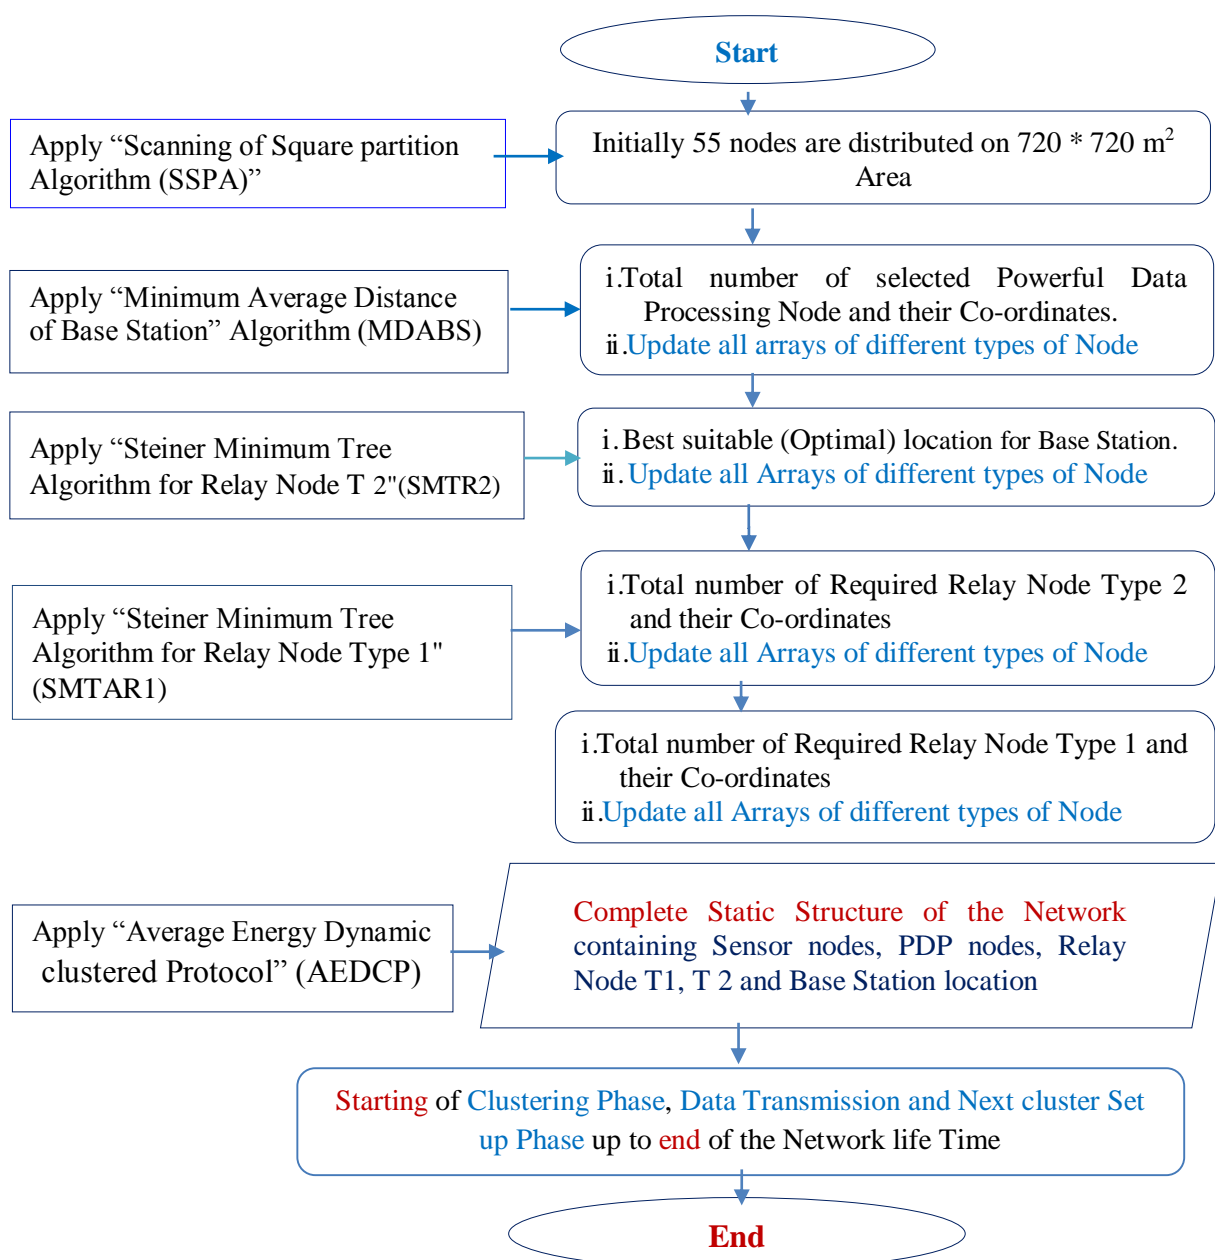 Start
Apply “Scanning of Square partition
Algorithm (SSPA)”
Initially 55 nodes are distributed on 720 * 720 m²
Area
Apply “Minimum Average Distance
of Base Station” Algorithm (MDABS)
i.Total number of selected Powerful Data
Processing Node and their Co-ordinates.
ii.Update all arrays of different types of Node
Apply “Steiner Minimum Tree
Algorithm for Relay Node T 2"(SMTR2)
i. Best suitable (Optimal) location for Base Station.
ii. Update all Arrays of different types of Node
Apply “Steiner Minimum Tree
Algorithm for Relay Node Type 1"
(SMTAR1)
i.Total number of Required Relay Node Type 2
and their Co-ordinates
ii.Update all Arrays of different types of Node
i.Total number of Required Relay Node Type 1 and
their Co-ordinates
ii.Update all Arrays of different types of Node
Apply “Average Energy Dynamic
clustered Protocol” (AEDCP)
Complete Static Structure of the Network
containing Sensor nodes, PDP nodes, Relay
Node T1, T 2 and Base Station location
Starting of Clustering Phase, Data Transmission and Next cluster Set
up Phase up to end of the Network life Time
End